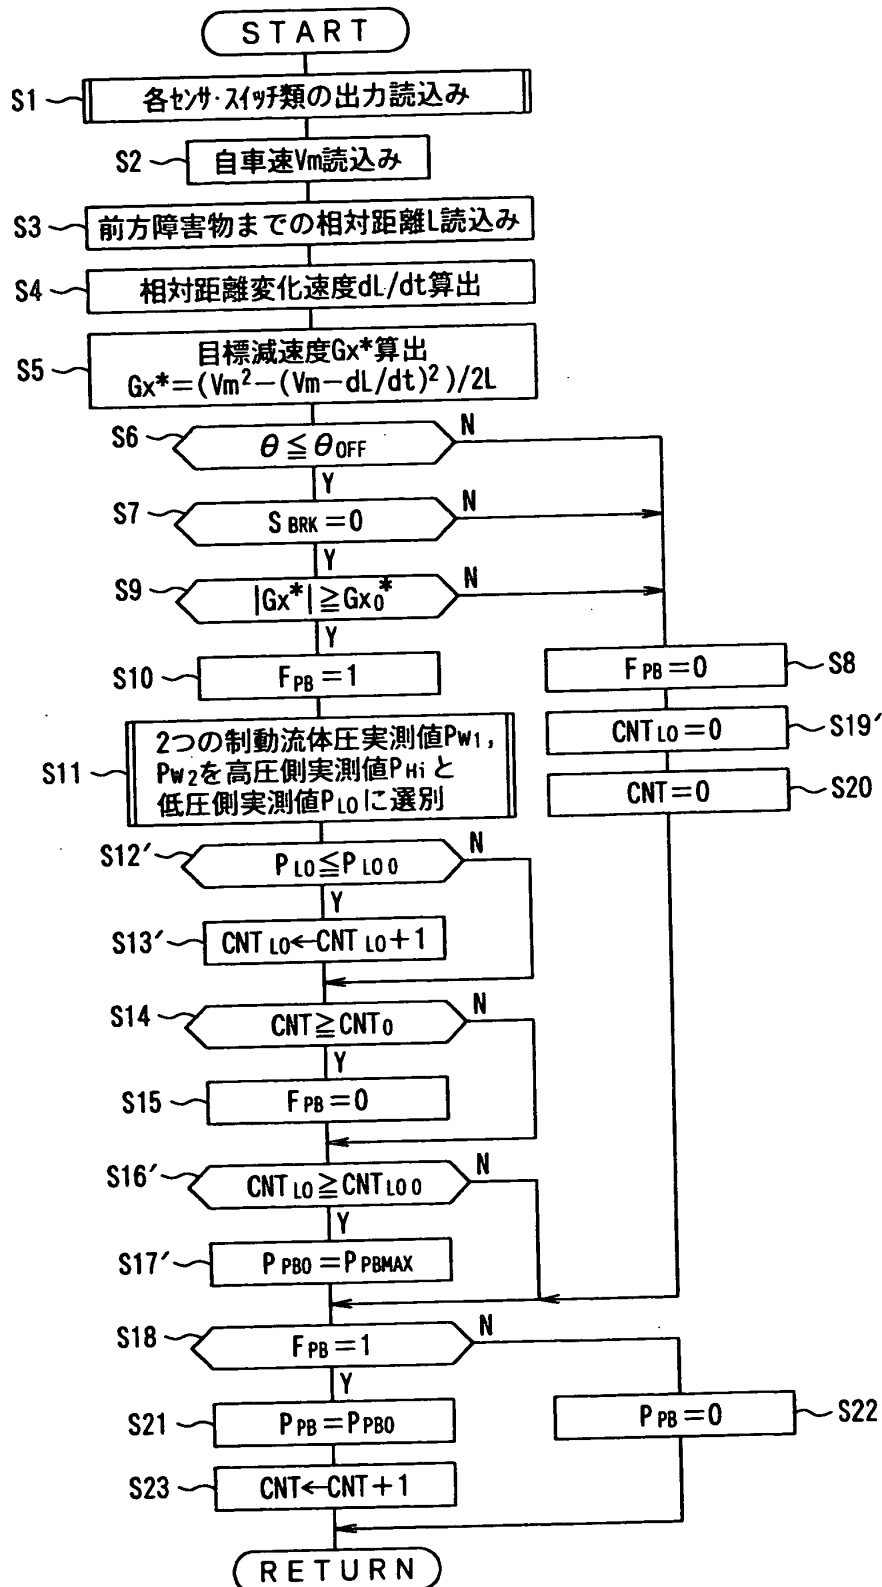 START
S1
各センサ・スイッチ類の出力読込み
S2
自車速Vm読込み
S3
前方障害物までの相対距離L読込み
S4
相対距離変化速度dL/dt算出
S5
目標減速度Gx*算出
Gx*=(Vm²-(Vm-dL/dt)²)/2L
S6
θ≦θOFF
N
Y
S7
SBRK=0
N
Y
S9
|Gx*|≧Gx0*
N
Y
S10
FPB=1
FPB=0
S8
CNTLO=0
S19′
CNT=0
S20
S11
2つの制動流体圧実測値Pw1,
Pw2を高圧側実測値PHiと
低圧側実測値PLOに選別
S12′
PLO≦PLO0
N
Y
S13′
CNTLO←CNTLO+1
S14
CNT≧CNT0
N
Y
S15
FPB=0
S16′
CNTLO≧CNTLO0
N
Y
S17′
PPB0=PPBMAX
S18
FPB=1
N
Y
S21
PPB=PPB0
PPB=0
S22
S23
CNT←CNT+1
RETURN